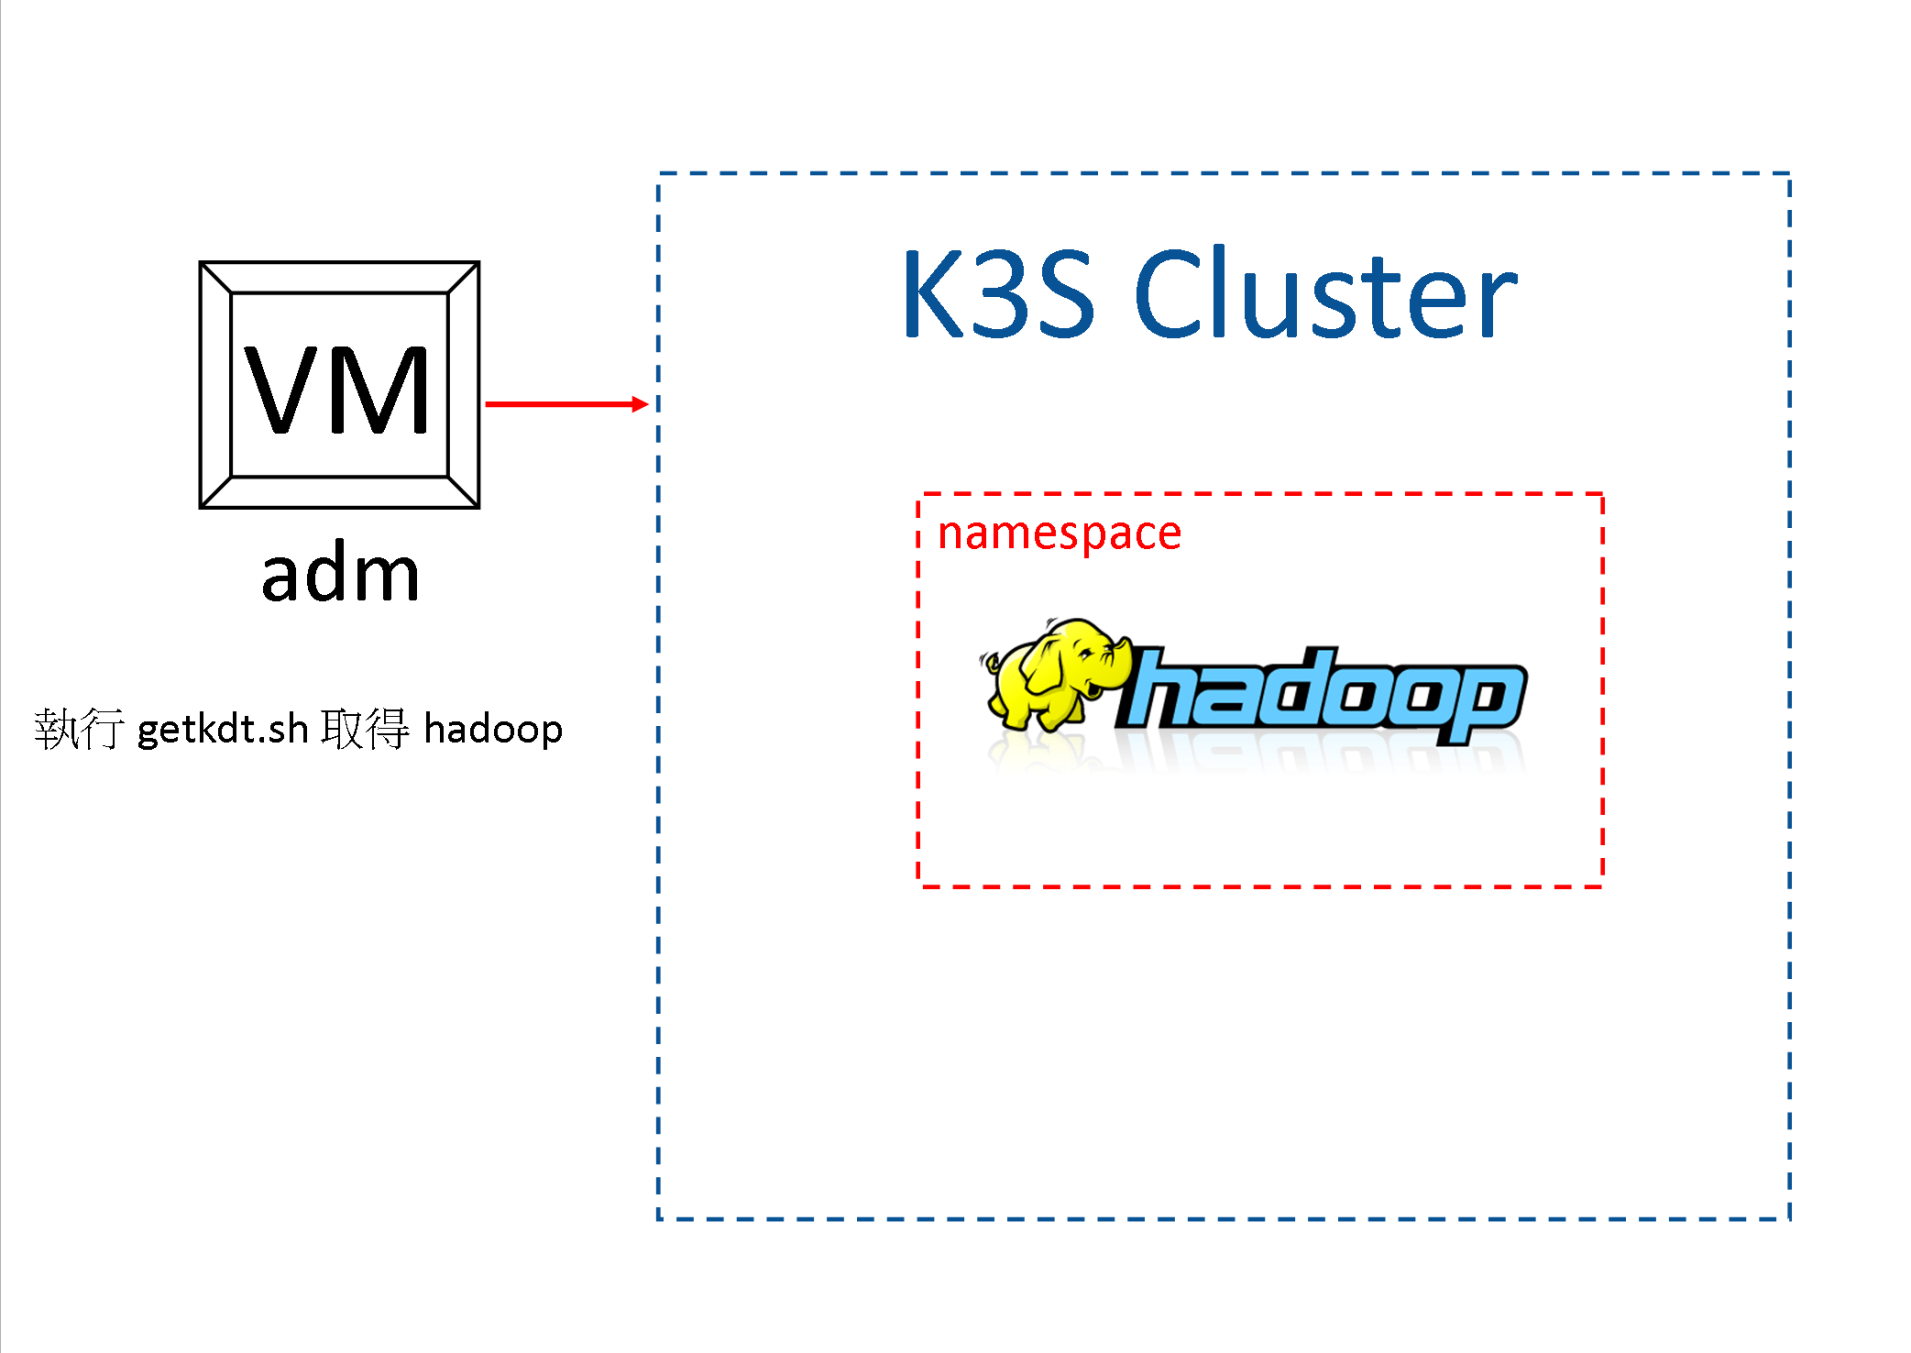 K3S Cluster
VM
adm
namespace
hadoop
執行 getkdt.sh 取得 hadoop